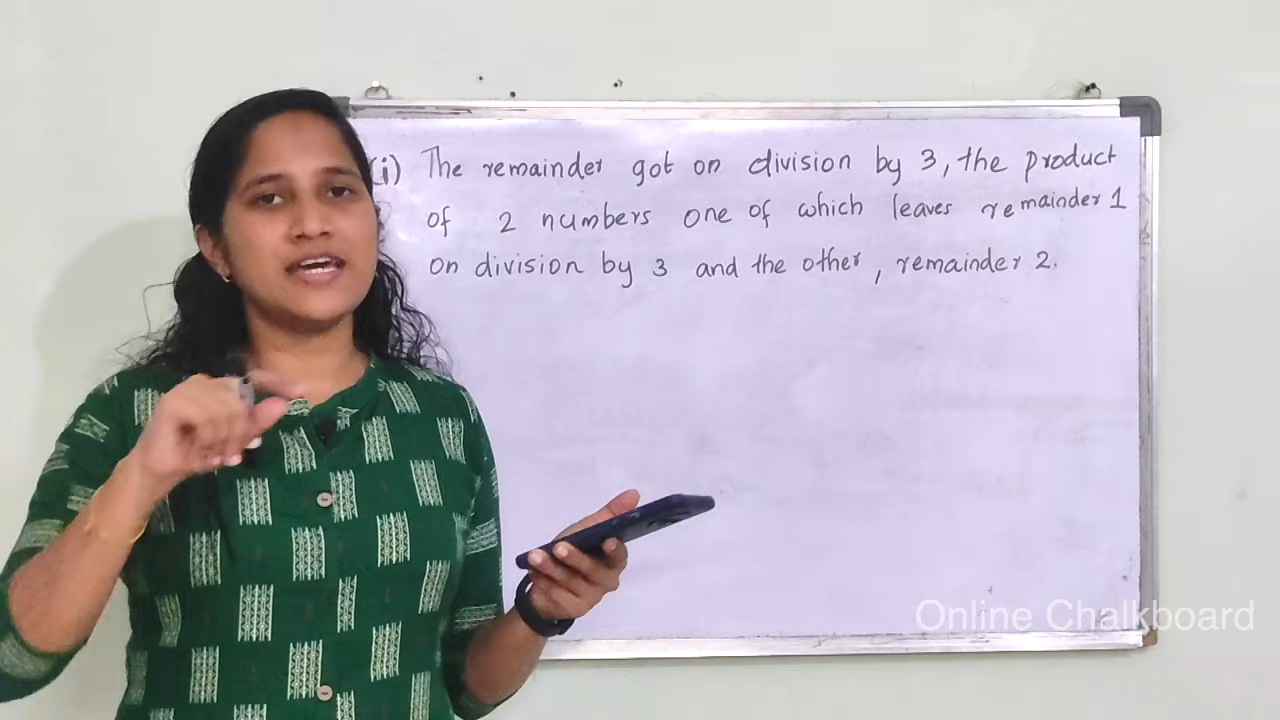 (i) The remainder got on division by 3, the product
of 2 numbers one of which leaves remainder 1
on division by 3 and the other, remainder 2.
Online Chalkboard